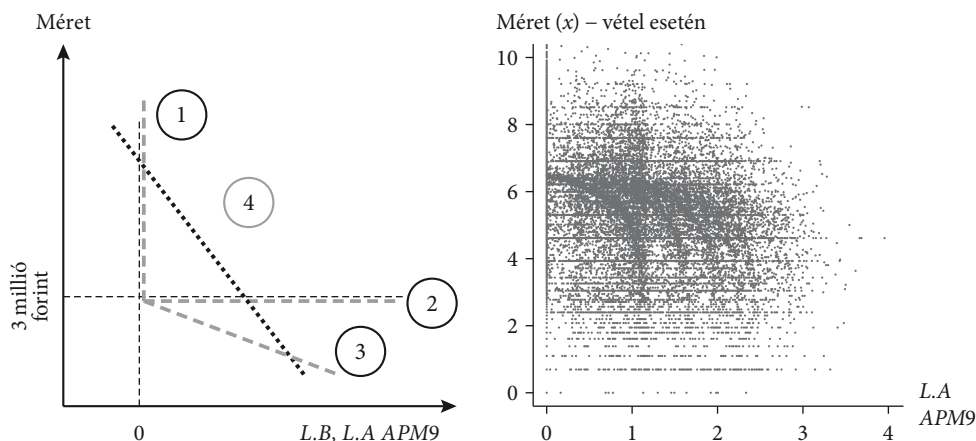 Méret
1
4
2
3
3 millió
forint
0
L.B, L.A APM9
Méret (x) – vétel esetén
10
8
6
4
2
0
0
1
2
3
4
L.A
APM9